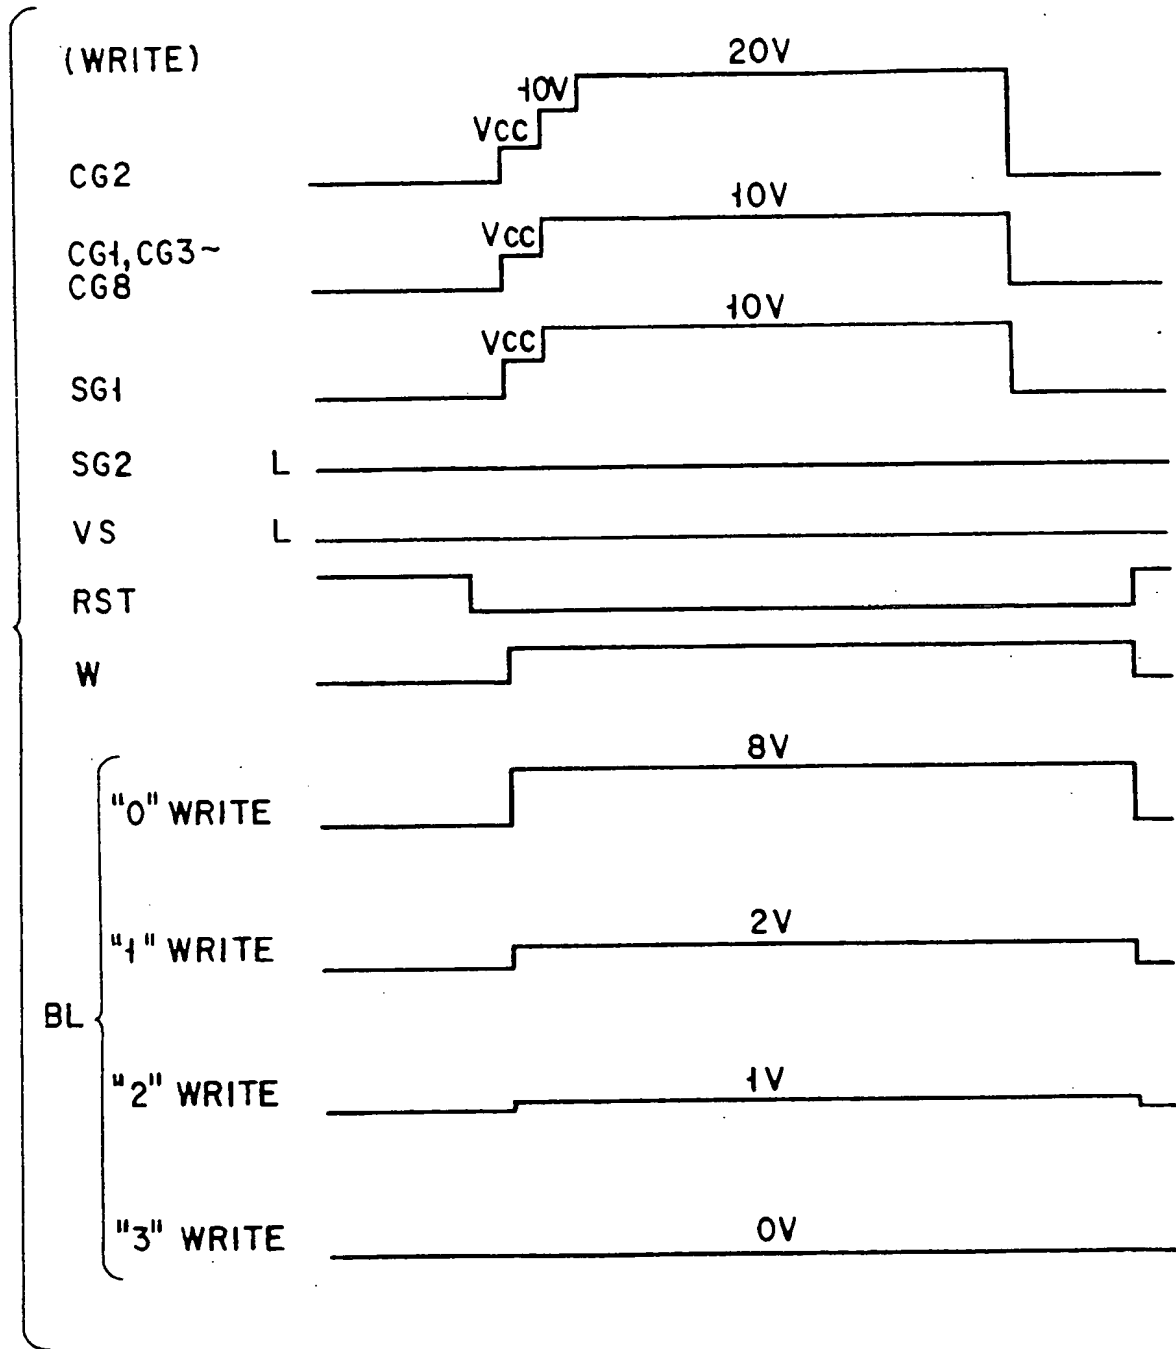 (WRITE)
20V
10V
VCC
CG2
10V
VCC
CG1, CG3~
CG8
10V
VCC
SG1
SG2 L
VS L
RST
W
8V
"0" WRITE
2V
"1" WRITE
BL
1V
"2" WRITE
0V
"3" WRITE